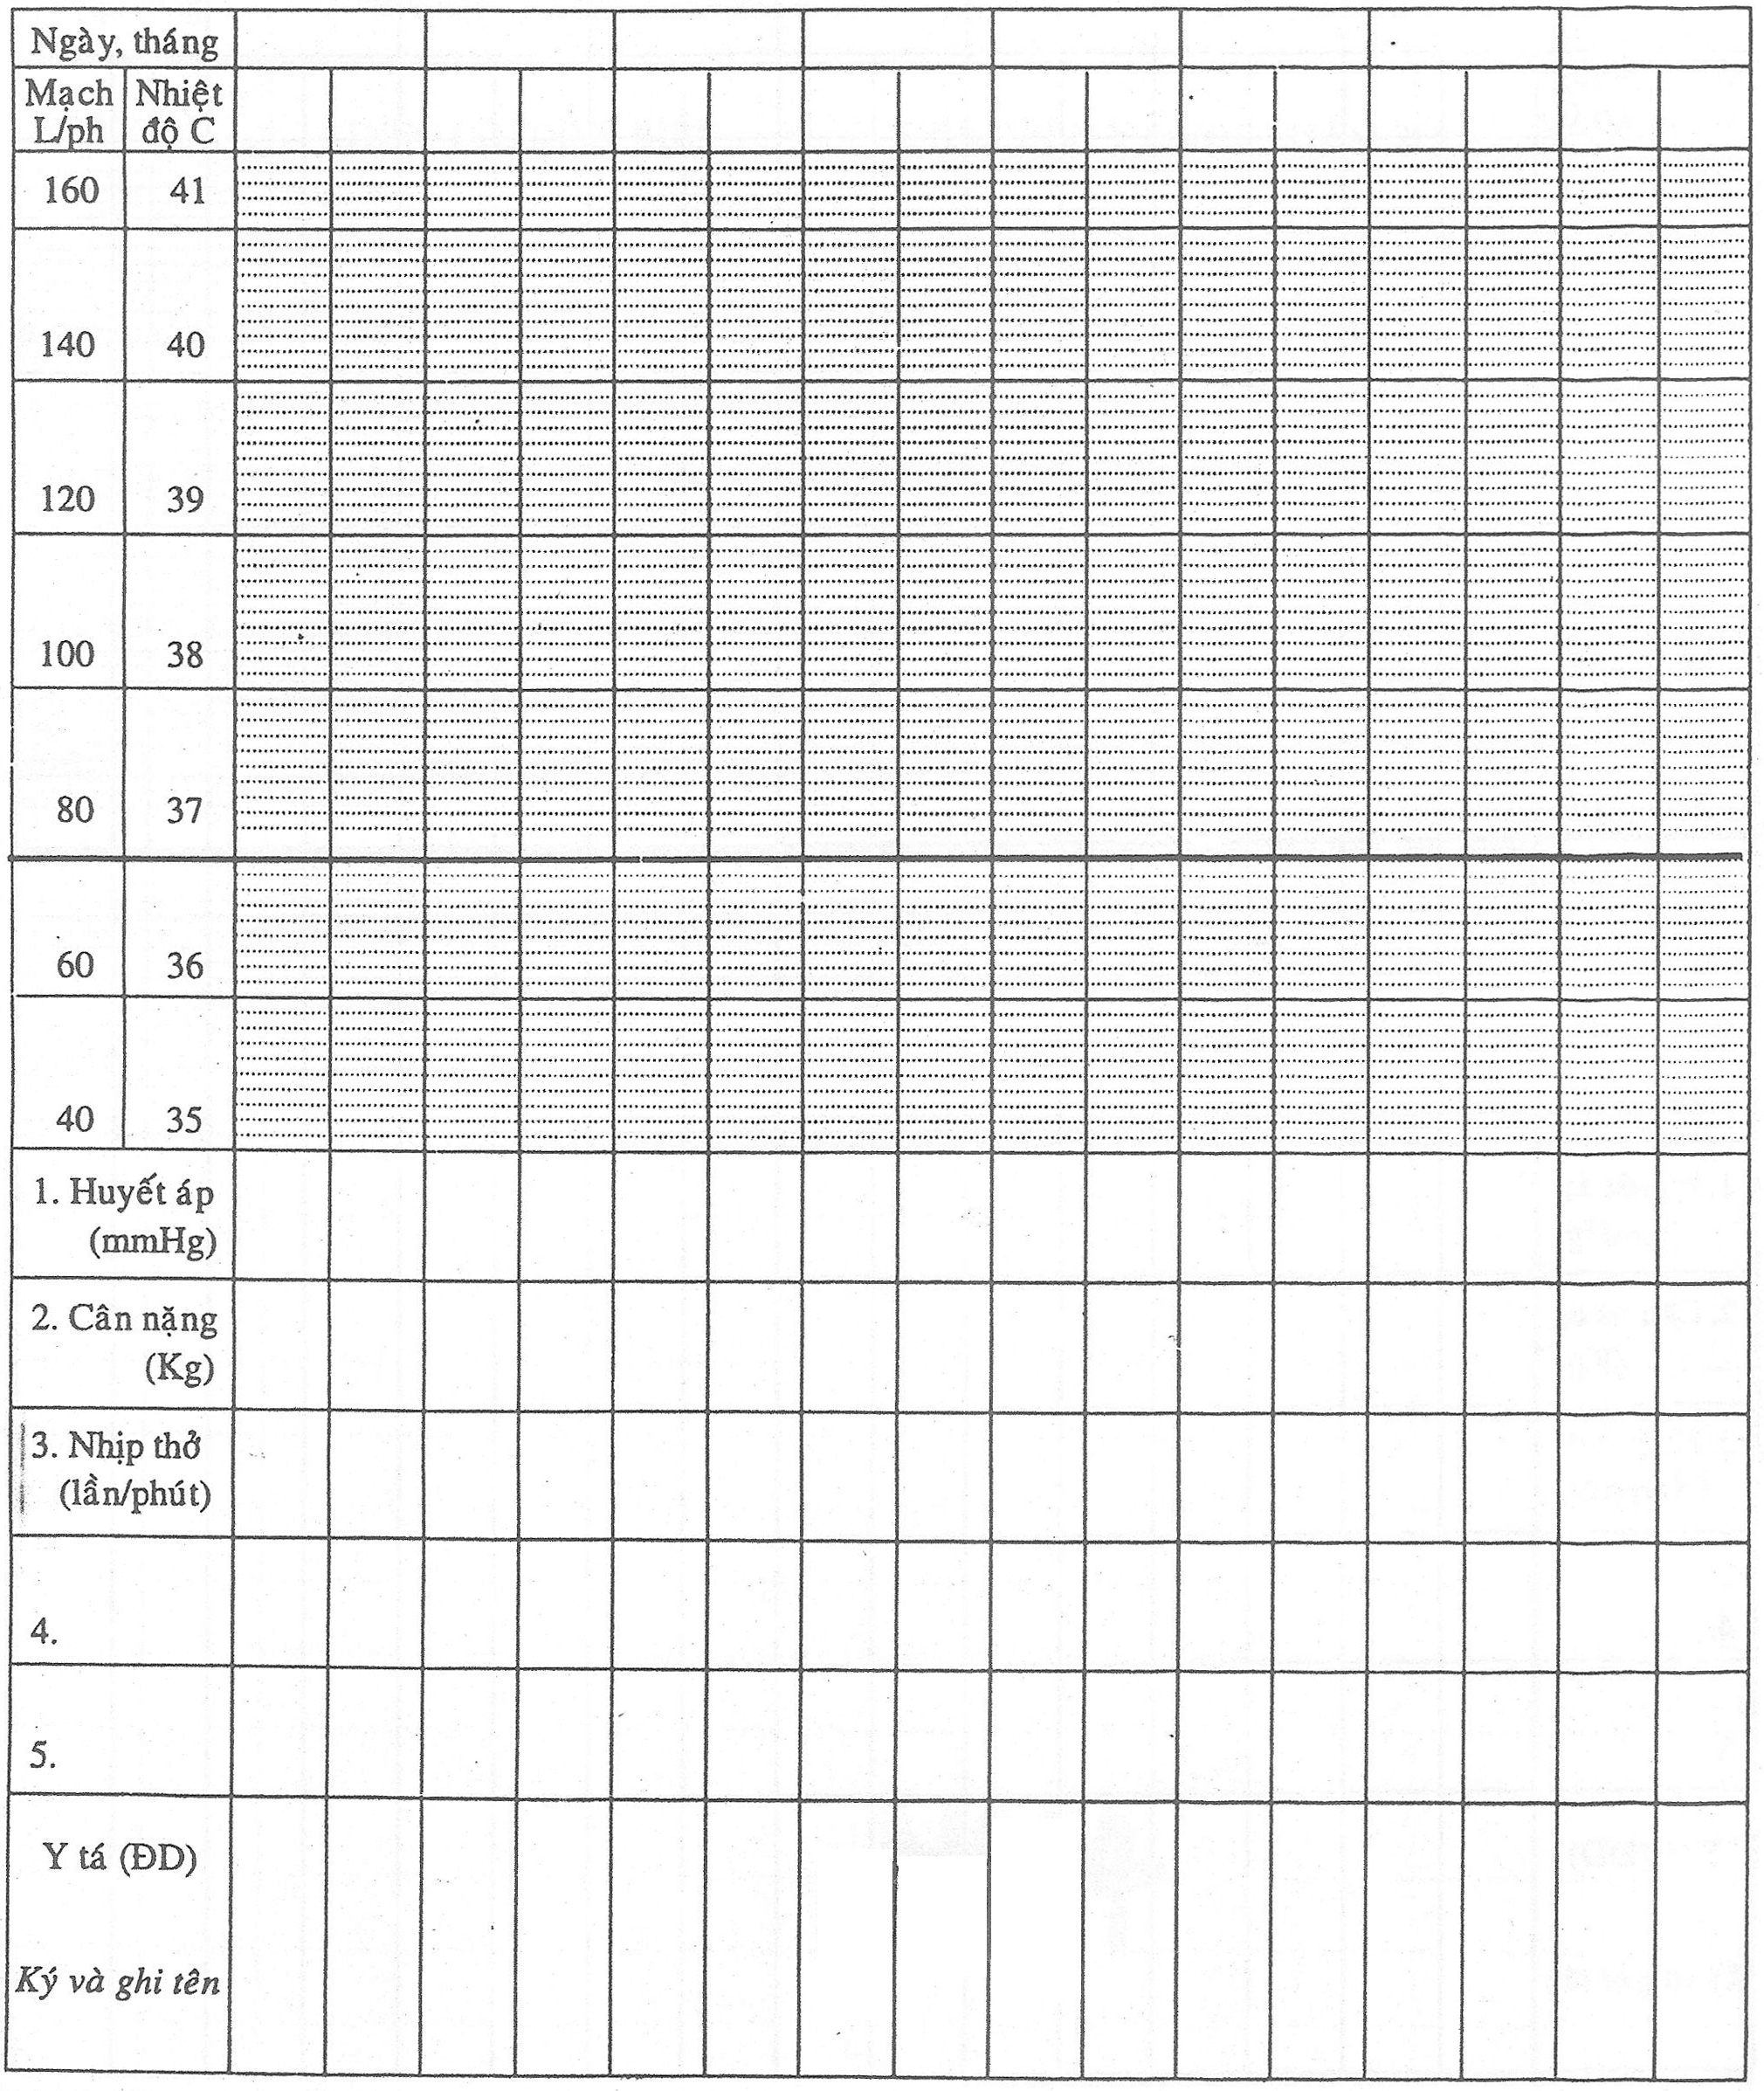 Ngày, tháng
Mạch Nhiệt
L/ph độ C
160 41
140 40
120 39
100 38
80 37
60 36
40 35
1. Huyết áp
(mmHg)
2. Cân nặng
(Kg)
3. Nhịp thở
(lần/phút)
4.
5.
Y tá (ĐD)
Ký và ghi tên